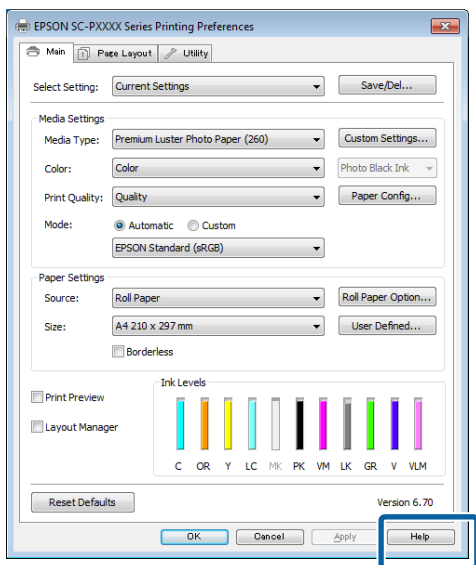 EPSON SC-PXXXX Series Printing Preferences
Main Page Layout Utility
Select Setting: Current Settings Save/Del...
Media Settings
Media Type: Premium Luster Photo Paper (260) Custom Settings...
Color: Color Photo Black Ink
Print Quality: Quality Paper Config...
Mode: Automatic Custom
EPSON Standard (sRGB)
Paper Settings
Source: Roll Paper Roll Paper Option...
Size: A4 210 x 297 mm User Defined...
Borderless
Ink Levels
Print Preview
Layout Manager
C OR Y LC MK PK VM LK GR V VLM
Reset Defaults Version 6.70
OK Cancel Apply Help